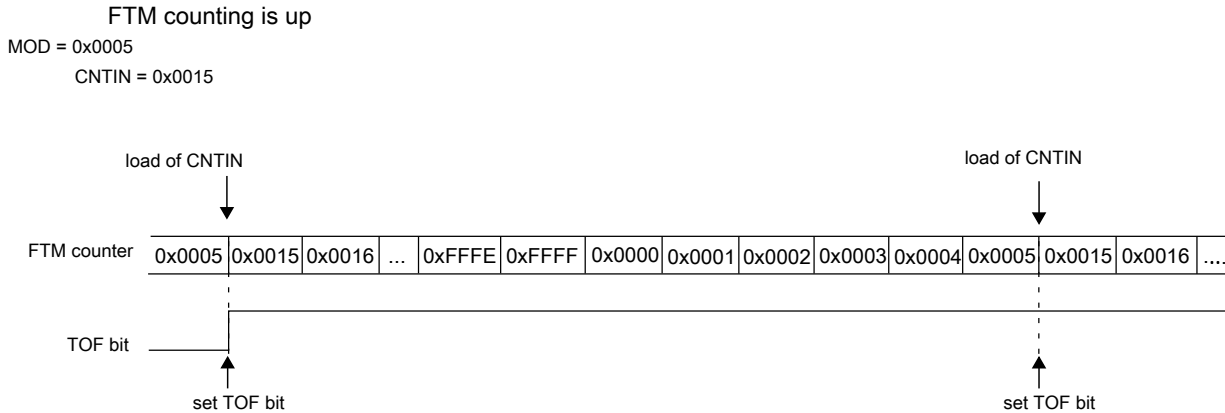 FTM counting is up
MOD = 0x0005
CNTIN = 0x0015
load of CNTIN load of CNTIN
FTM counter 0x0005 0x0015 0x0016 ... 0xFFFE 0xFFFF 0x0000 0x0001 0x0002 0x0003 0x0004 0x0005 0x0015 0x0016 ....
TOF bit
set TOF bit set TOF bit